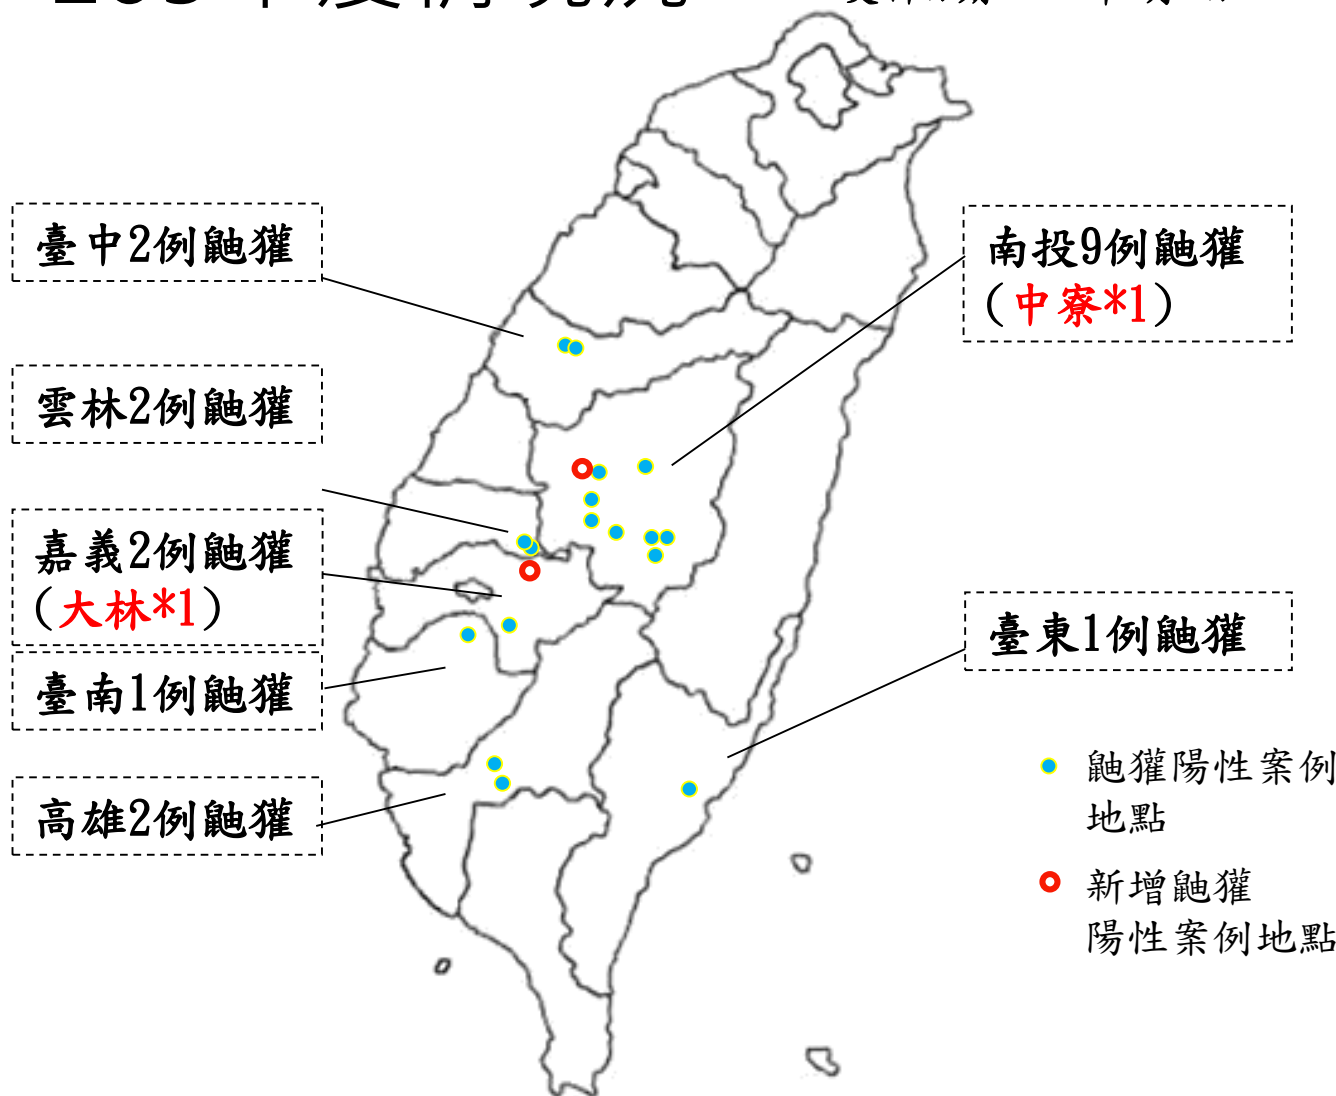 臺中2例鼬獾
南投9例鼬獾
(中寮*1)
雲林2例鼬獾
嘉義2例鼬獾
(大林*1)
臺東1例鼬獾
臺南1例鼬獾
高雄2例鼬獾
鼬獾陽性案例
地點
新增鼬獾
陽性案例地點